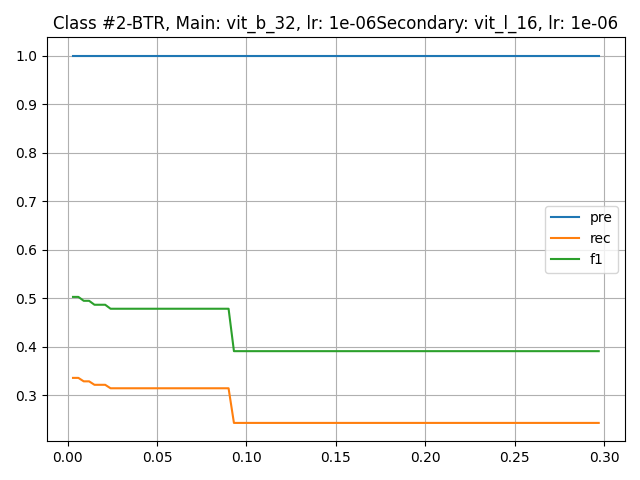 Class #2-BTR, Main: vit_b_32, lr: 1e-06Secondary: vit_l_16, lr: 1e-06
1.0
0.9
0.8
0.7
0.6
0.5
0.4
0.3
pre
rec
f1
0.00 0.05 0.10 0.15 0.20 0.25 0.30